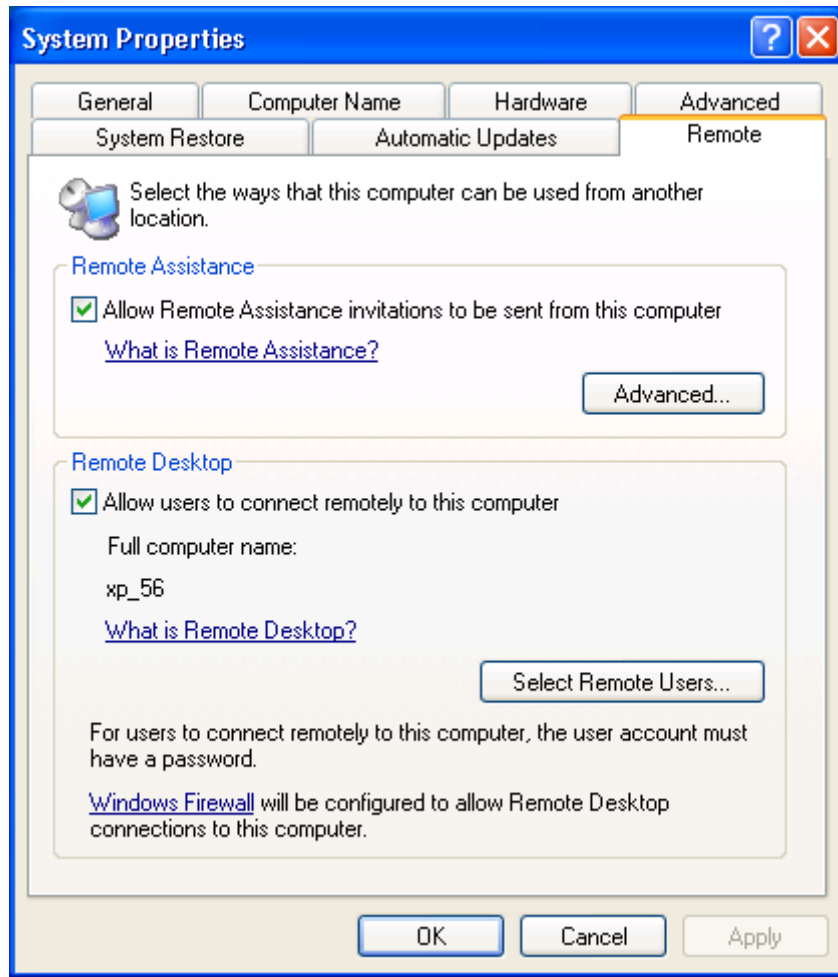 System Properties
General Computer Name Hardware Advanced
System Restore Automatic Updates Remote
Select the ways that this computer can be used from another
location.
Remote Assistance
Allow Remote Assistance invitations to be sent from this computer
What is Remote Assistance?
Advanced...
Remote Desktop
Allow users to connect remotely to this computer
Full computer name:
xp_56
What is Remote Desktop?
Select Remote Users...
For users to connect remotely to this computer, the user account must
have a password.
Windows Firewall will be configured to allow Remote Desktop
connections to this computer.
OK Cancel Apply